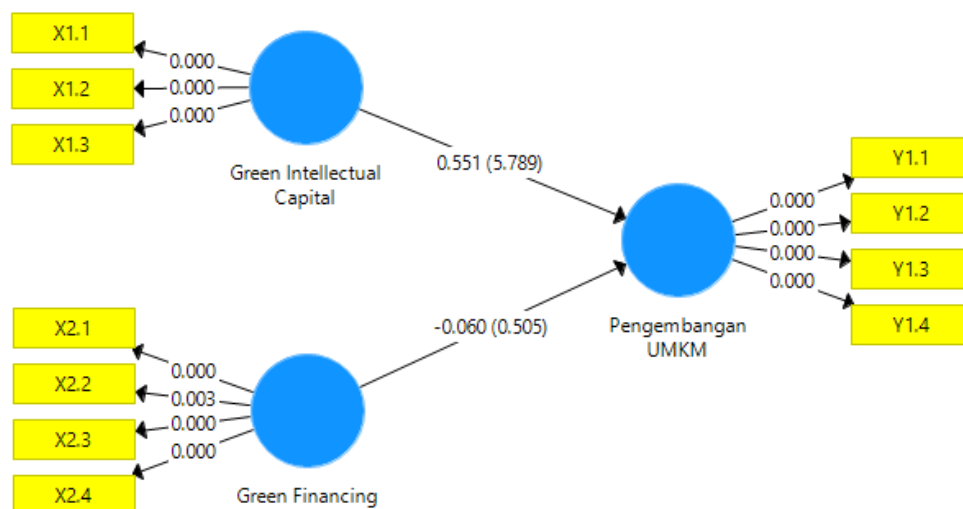 X1.1
0.000
X1.2
0.000
X1.3
0.000
Green Intellectual
Capital
0.551 (5.789)
X2.1
0.000
X2.2
0.003
X2.3
0.000
X2.4
0.000
Green Financing
-0.060 (0.505)
Pengembangan
UMKM
Y1.1
0.000
Y1.2
0.000
Y1.3
0.000
Y1.4
0.000